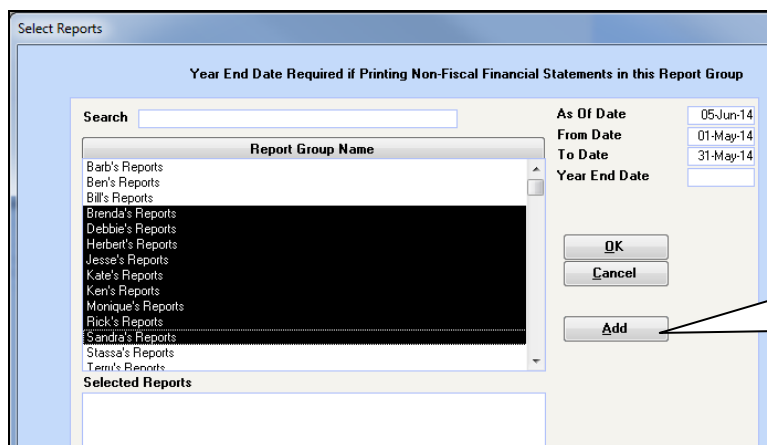 Select Reports
Year End Date Required if Printing Non-Fiscal Financial Statements in this Report Group
Search
As Of Date 05-Jun-14
From Date 01-May-14
To Date 31-May-14
Year End Date
Report Group Name
Barb's Reports
Ben's Reports
Bill's Reports
Brenda's Reports
Debbie's Reports
Herbert's Reports
Jesse's Reports
Kate's Reports
Ken's Reports
Monique's Reports
Rick's Reports
Sandra's Reports
Stassa's Reports
Terru's Reports
OK
Cancel
Add
Selected Reports